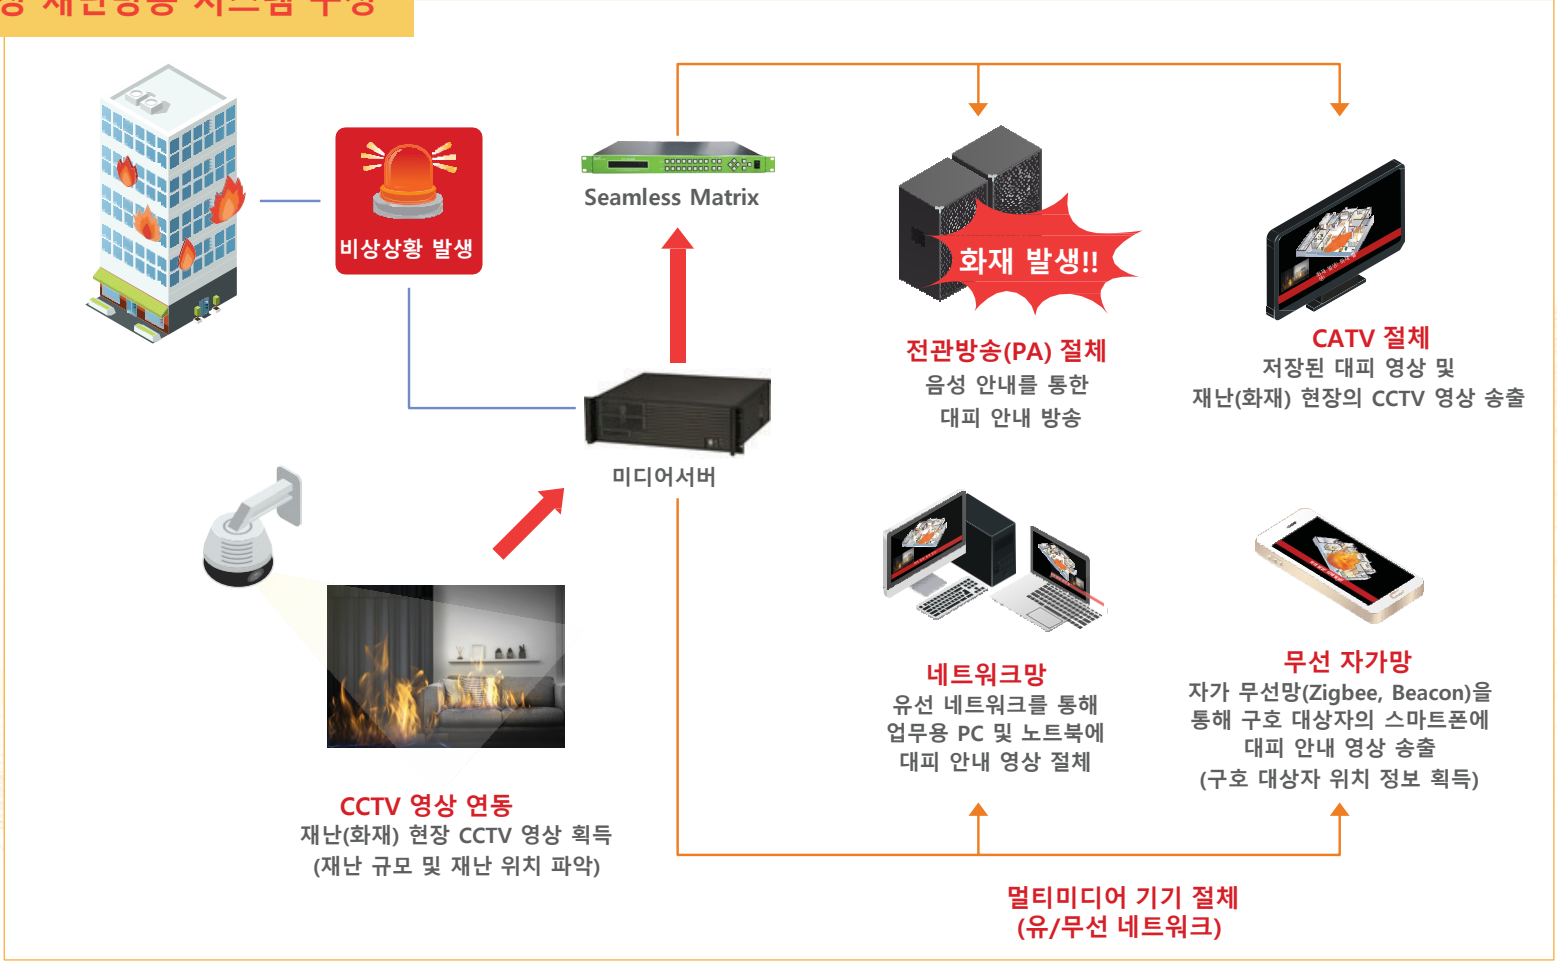 재난방송 시스템 구성
비상상황 발생
Seamless Matrix
화재 발생!!
전관방송(PA) 절체
음성 안내를 통한
대피 안내 방송
CATV 절체
저장된 대피 영상 및
재난(화재) 현장의 CCTV 영상 송출
미디어서버
CCTV 영상 연동
재난(화재) 현장 CCTV 영상 획득
(재난 규모 및 재난 위치 파악)
네트워크망
유선 네트워크를 통해
업무용 PC 및 노트북에
대피 안내 영상 절체
무선 자가망
자가 무선망(Zigbee, Beacon)을
통해 구호 대상자의 스마트폰에
대피 안내 영상 송출
(구호 대상자 위치 정보 획득)
멀티미디어 기기 절체
(유/무선 네트워크)